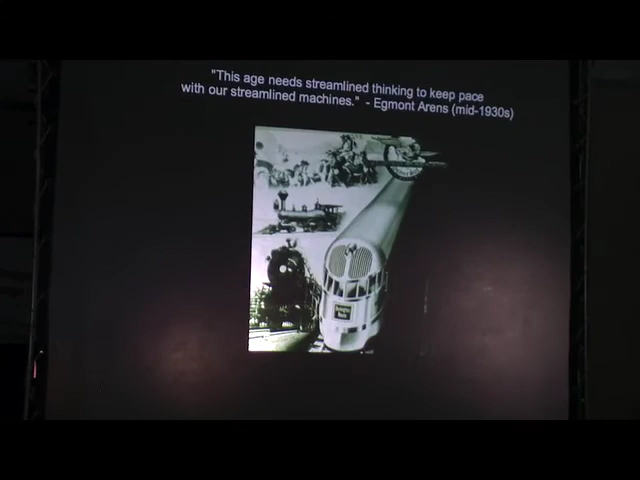 "This age needs streamlined thinking to keep pace
with our streamlined machines." - Egmont Arens (mid-1930s)